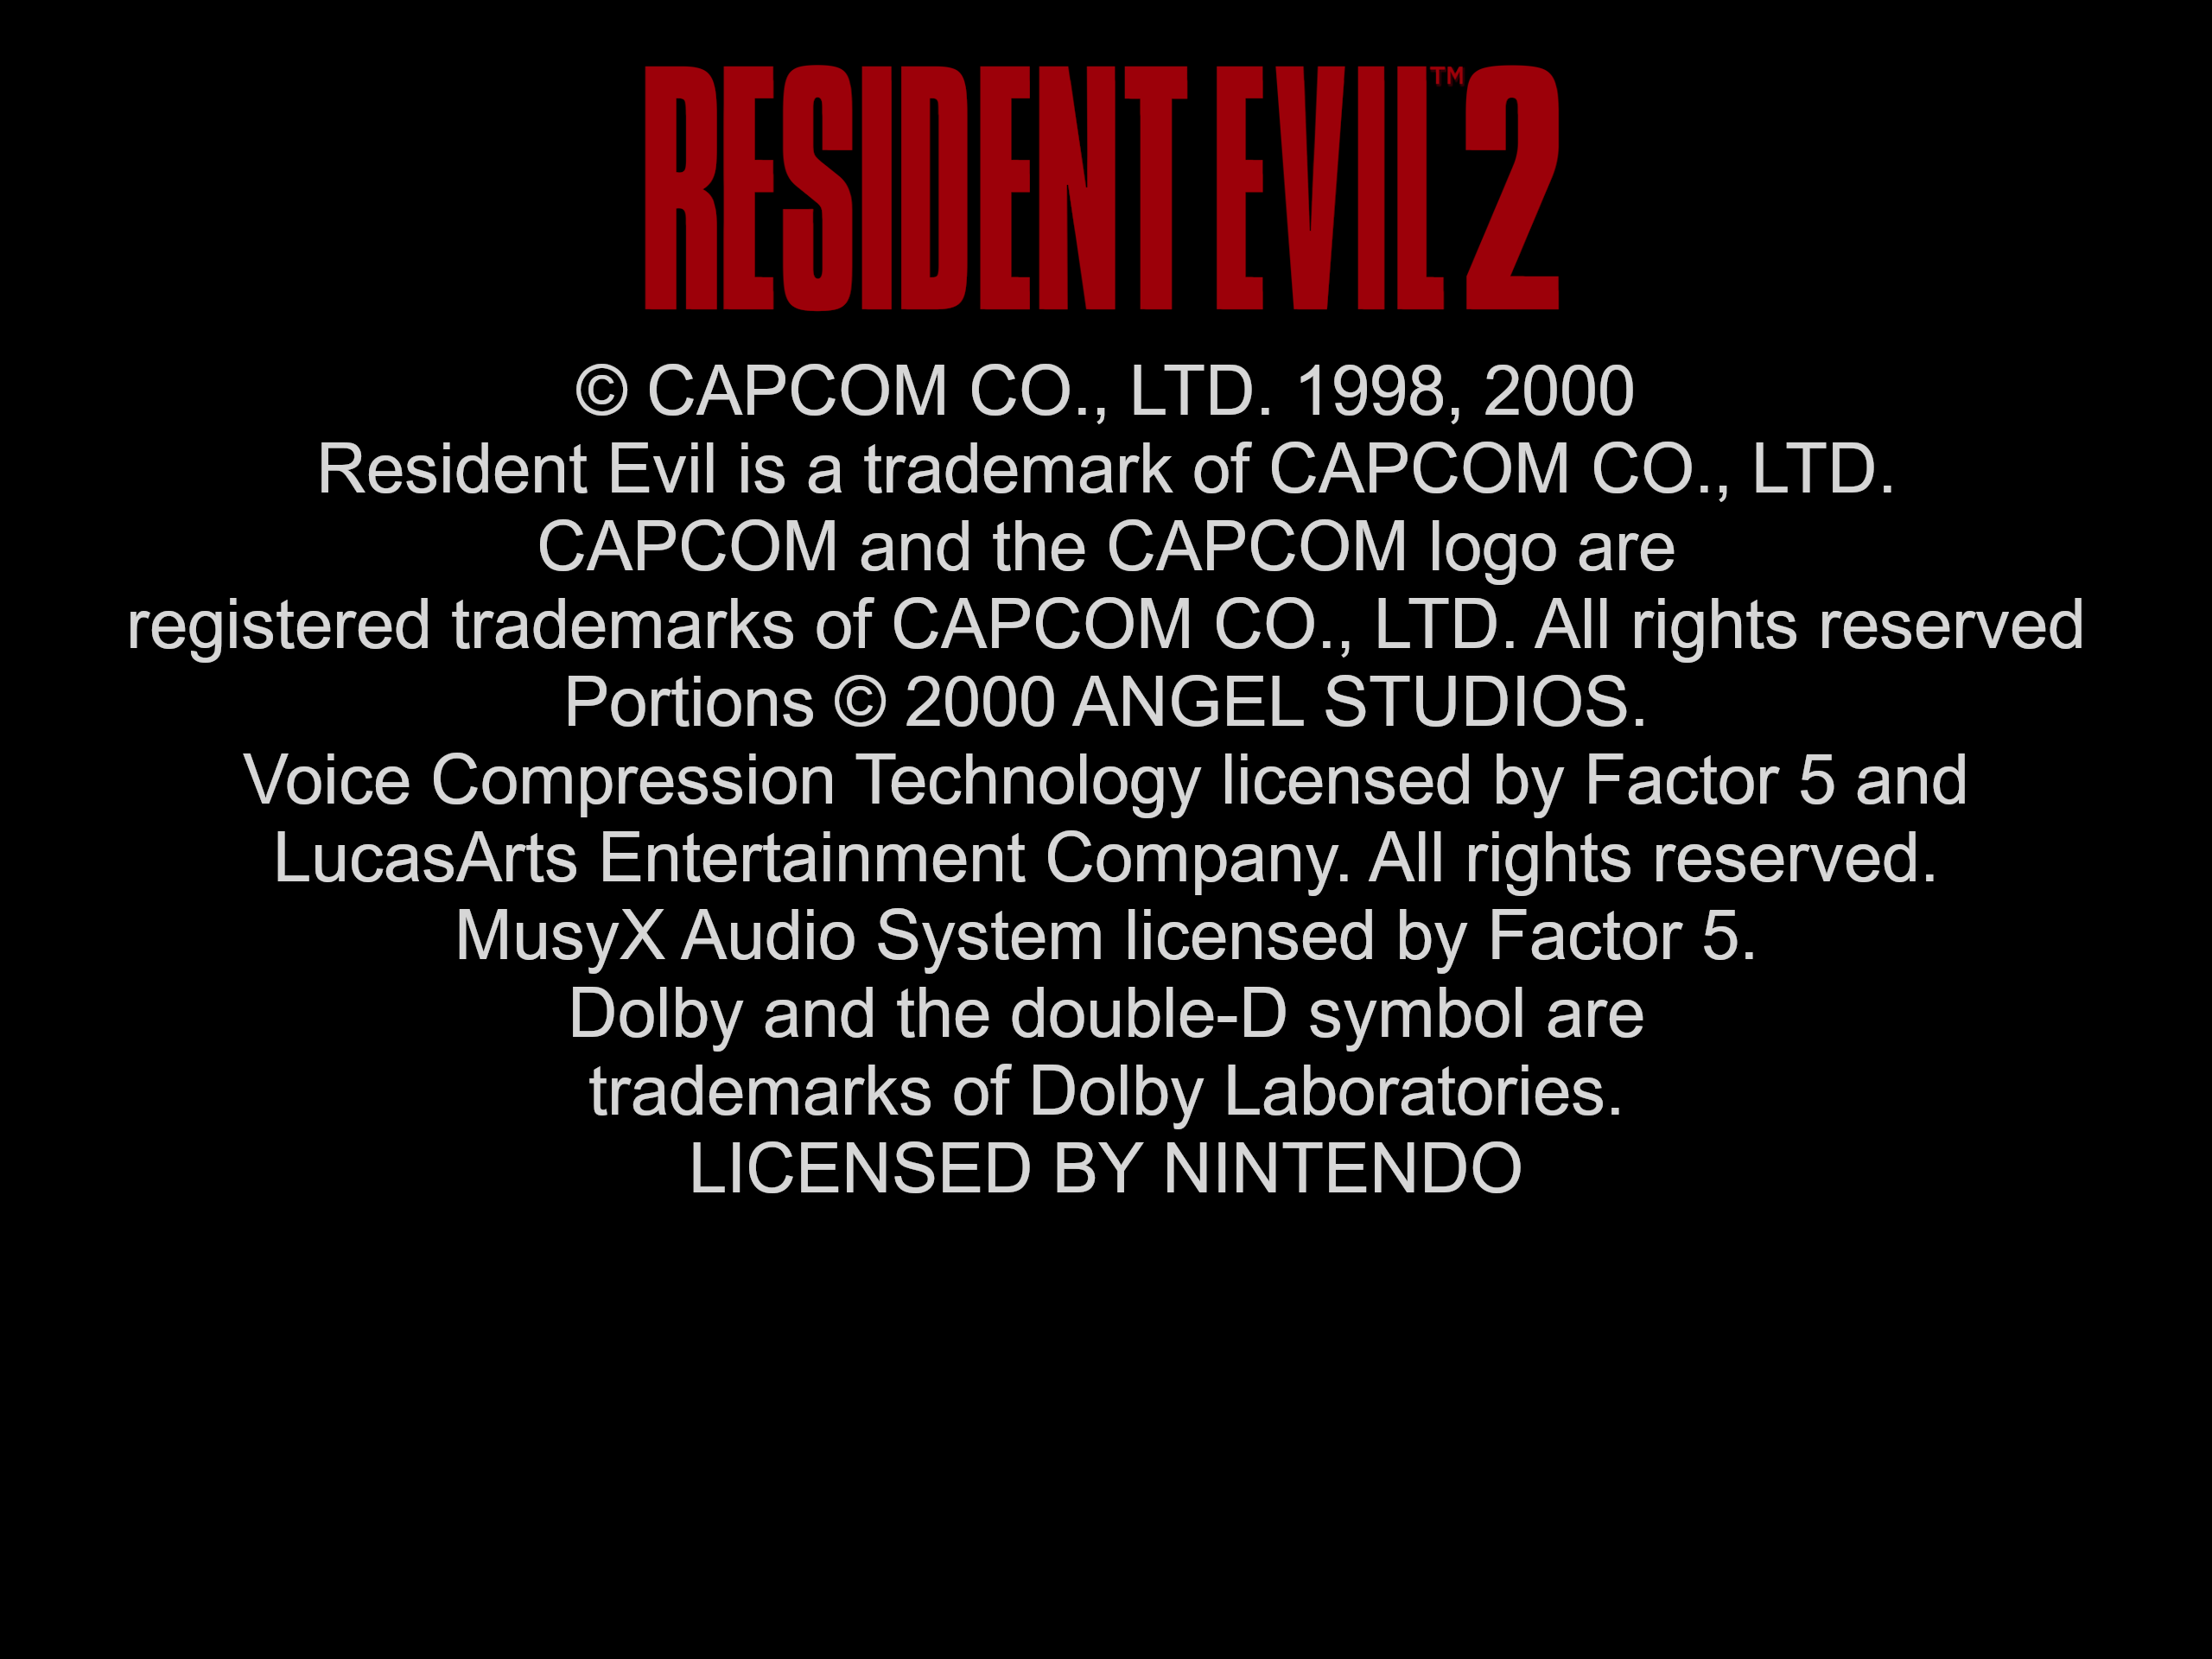 RESIDENT EVIL™ 2
© CAPCOM CO., LTD. 1998, 2000
Resident Evil is a trademark of CAPCOM CO., LTD.
CAPCOM and the CAPCOM logo are
registered trademarks of CAPCOM CO., LTD. All rights reserved
Portions © 2000 ANGEL STUDIOS.
Voice Compression Technology licensed by Factor 5 and
LucasArts Entertainment Company. All rights reserved.
MusyX Audio System licensed by Factor 5.
Dolby and the double-D symbol are
trademarks of Dolby Laboratories.
LICENSED BY NINTENDO